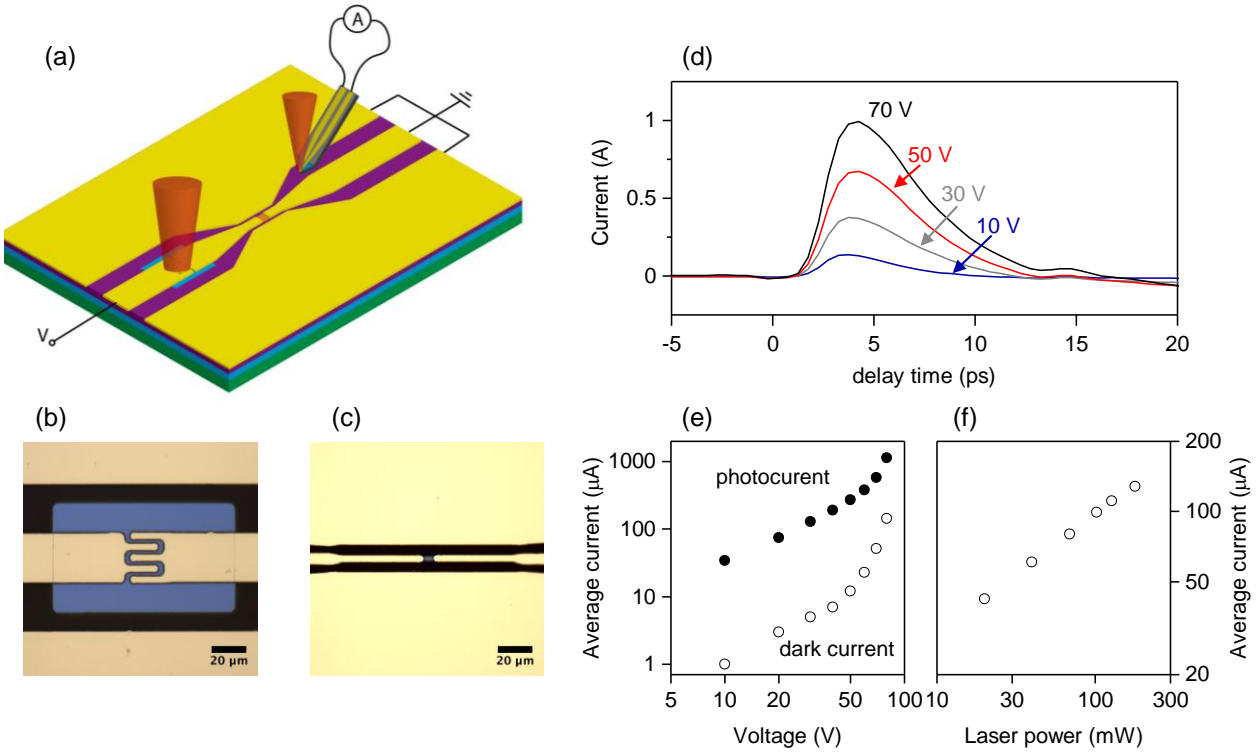 (a)
A
V
(d)
Current (A)
1
0.5
0
70 V
50 V
30 V
10 V
-5
0
5
10
15
20
delay time (ps)
(b)
20 µm
(c)
20 µm
(e)
Average current (µA)
1000
100
10
1
photocurent
dark current
5
10
20
50
100
Voltage (V)
(f)
200
100
50
20
Average current (µA)
10
30
100
300
Laser power (mW)